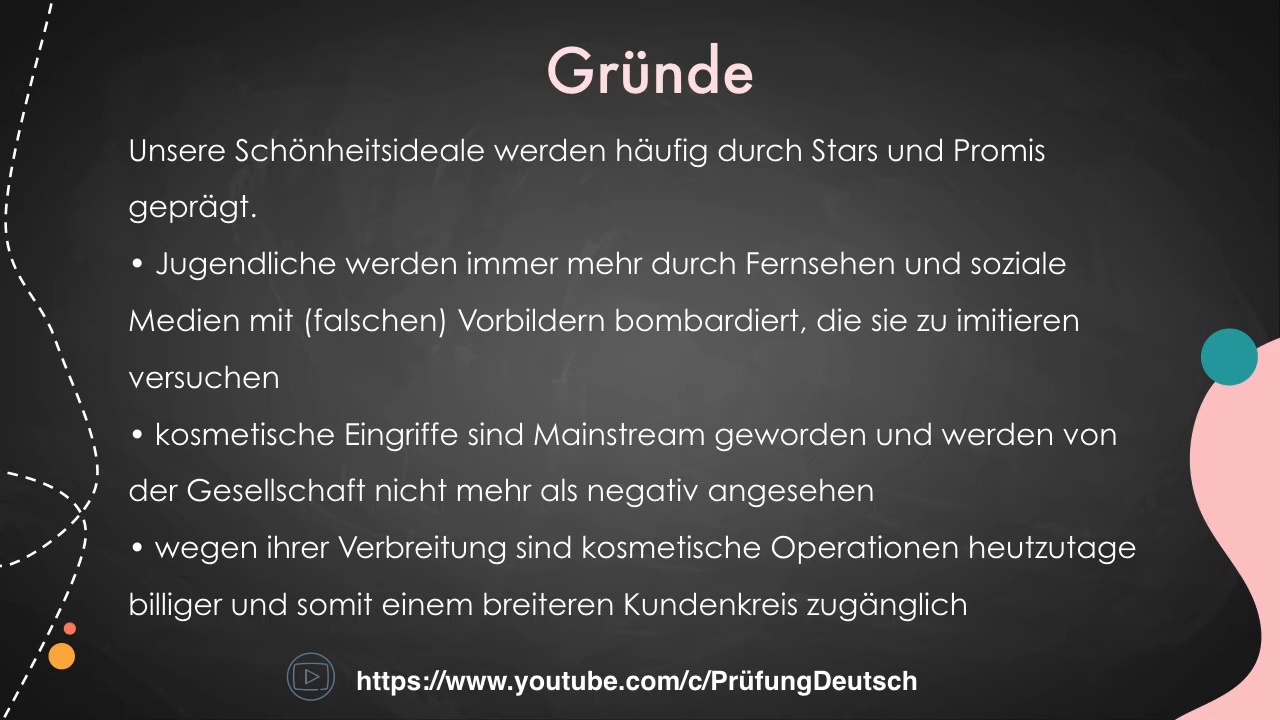 Gründe
Unsere Schönheitsideale werden häufig durch Stars und Promis
geprägt.
• Jugendliche werden immer mehr durch Fernsehen und soziale
Medien mit (falschen) Vorbildern bombardiert, die sie zu imitieren
versuchen
• kosmetische Eingriffe sind Mainstream geworden und werden von
der Gesellschaft nicht mehr als negativ angesehen
• wegen ihrer Verbreitung sind kosmetische Operationen heutzutage
billiger und somit einem breiteren Kundenkreis zugänglich
https://www.youtube.com/c/PrüfungDeutsch